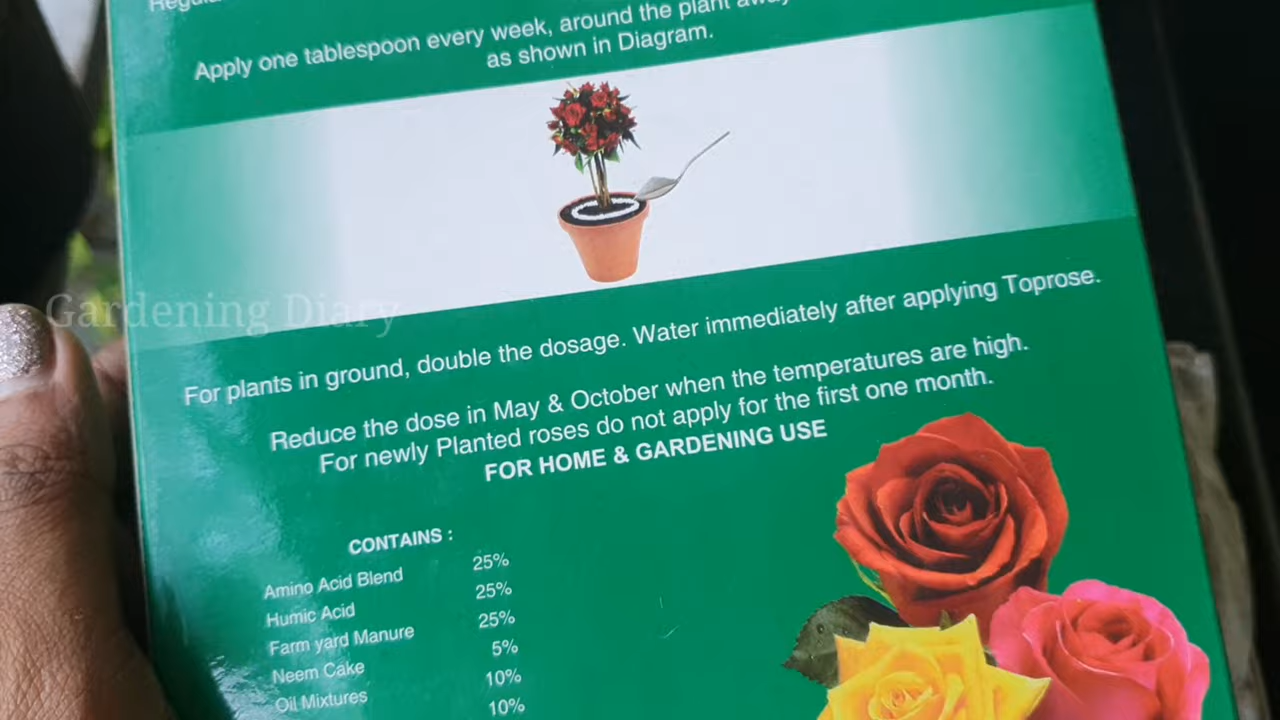 Apply one tablespoon every week, around the plant away
as shown in Diagram.
Gardening Diary
For plants in ground, double the dosage. Water immediately after applying Toprose.
Reduce the dose in May & October when the temperatures are high.
For newly Planted roses do not apply for the first one month.
FOR HOME & GARDENING USE
CONTAINS :
Amino Acid Blend 25%
Humic Acid 25%
Farm yard Manure 25%
Neem Cake 5%
Oil Mixtures 10%
10%